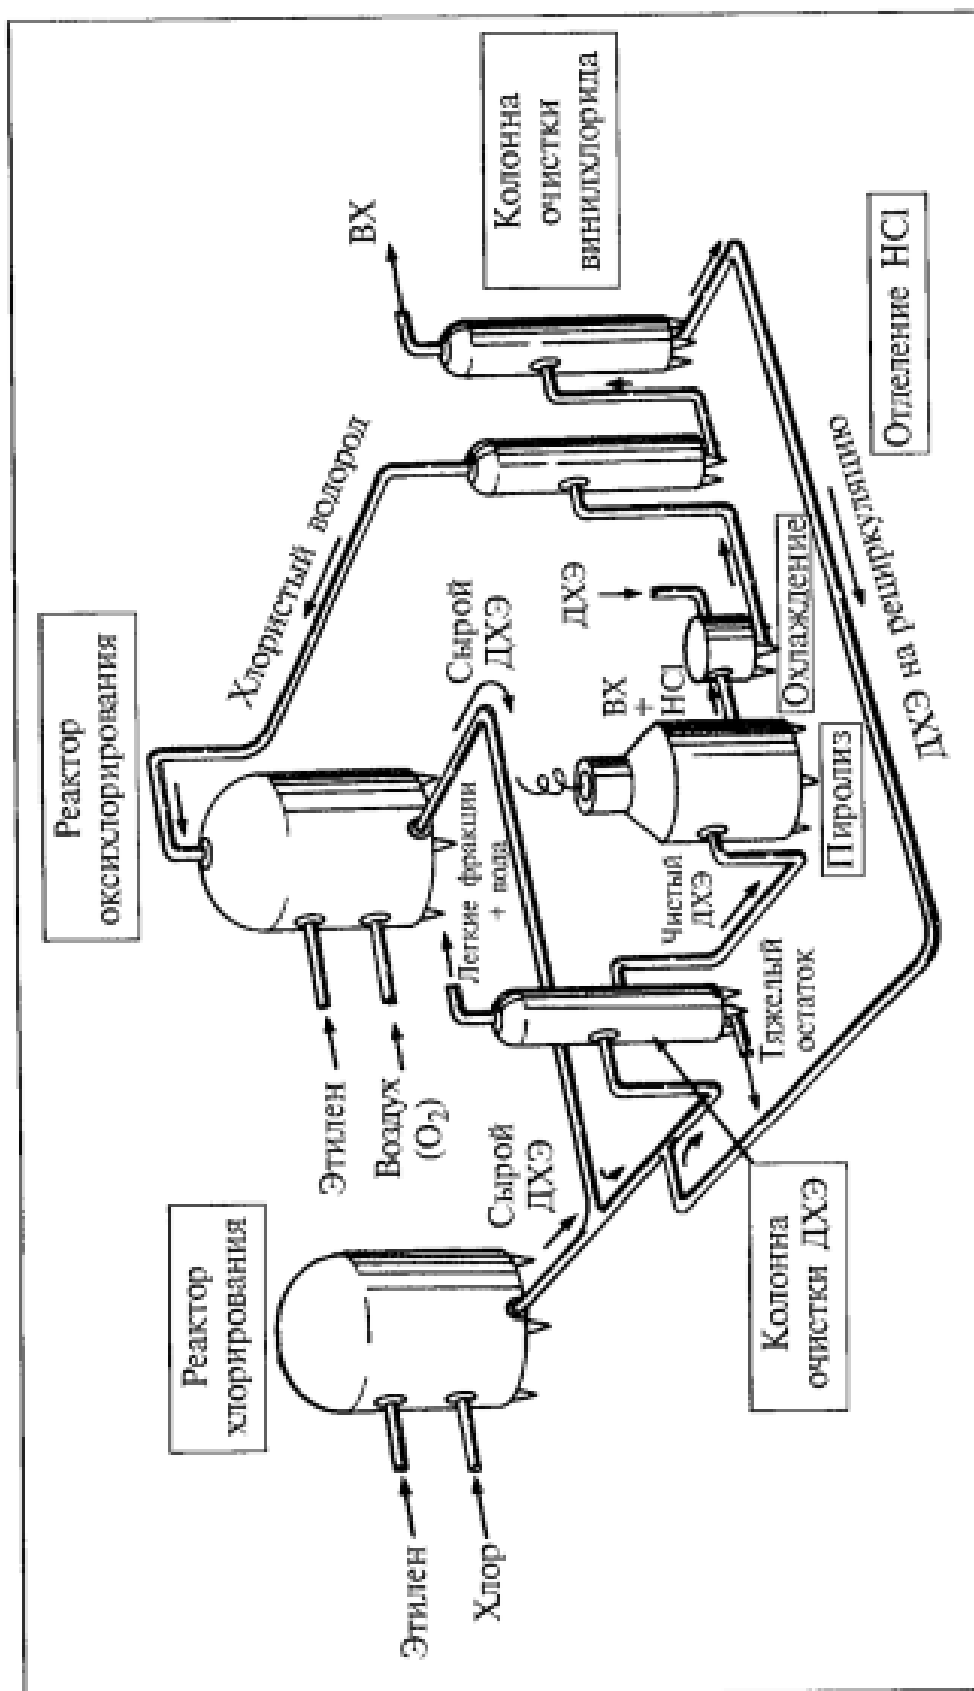 Реактор
хлорирования
Этилен
Хлор
Сырой
ДХЭ
Колонна
очистки ДХЭ
Реактор
оксихлорирования
Этилен
Воздух
(O₂)
Легкие фракции
+ вода
Сырой
ДХЭ
Тяжелый
остаток
Чистый
ДХЭ
Пиролиз
ВХ
+
HCl
ДХЭ
Охлаждение
Хлористый водород
Отделение HCl
ДХЭ на рециркуляцию
ВХ
Колонна
очистки
винилхлорида